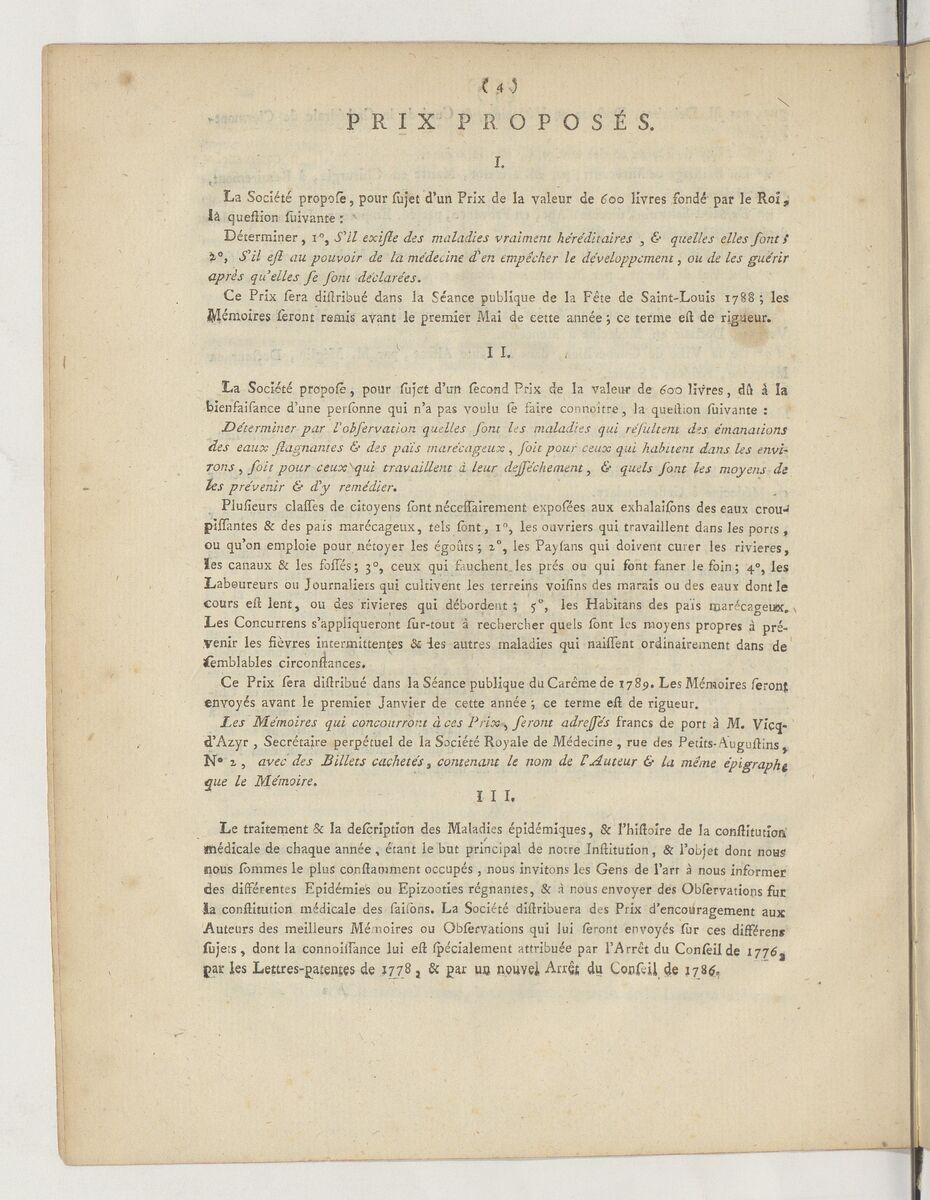 ( 4 )
PRIX PROPOSÉS.
I.
La Société propoſe, pour ſujet d'un Prix de la valeur de 600 livres fondé par le Roi,
la queſtion ſuivante :
Déterminer, 1°, S'il exiſte des maladies vraiment héréditaires , & quelles elles ſont ;
2°, S'il eſt au pouvoir de la médecine d'en empêcher le développement, ou de les guérir
après qu'elles ſe ſont déclarées.
Ce Prix ſera diſtribué dans la Séance publique de la Fête de Saint-Louis 1788 ; les
Mémoires ſeront remis avant le premier Mai de cette année ; ce terme eſt de rigueur.
II.
La Société propoſe, pour ſujet d'un ſecond Prix de la valeur de 600 livres, dû à la
bienfaiſance d'une perſonne qui n'a pas voulu ſe faire connoitre, la queſtion ſuivante :
Déterminer par l'obſervation quelles ſont les maladies qui réſultent des émanations
des eaux ſtagnantes & des païs marécageux, ſoit pour ceux qui habitent dans les envi-
rons, ſoit pour ceux qui travaillent à leur deſſéchement, & quels ſont les moyens de
les prévenir & d'y remédier.
Pluſieurs claſſes de citoyens ſont néceſſairement expoſées aux exhalaiſons des eaux crou-
piſſantes & des pais marécageux, tels ſont, 1°, les ouvriers qui travaillent dans les ports,
ou qu'on emploie pour nétoyer les égoûts ; 2°, les Payſans qui doivent curer les rivieres,
les canaux & les foſſés ; 3°, ceux qui fauchent les prés ou qui font faner le foin ; 4°, les
Laboureurs ou Journaliers qui cultivent les terreins voiſins des marais ou des eaux dont le
cours eſt lent, ou des rivieres qui débordent ; 5°, les Habitans des païs marécageux.
Les Concurrens s'appliqueront ſur-tout à rechercher quels ſont les moyens propres à pré-
venir les fièvres intermittentes & les autres maladies qui naiſſent ordinairement dans de
ſemblables circonſtances.
Ce Prix ſera diſtribué dans la Séance publique du Carême de 1789. Les Mémoires ſeront
envoyés avant le premier Janvier de cette année ; ce terme eſt de rigueur.
Les Mémoires qui concourront à ces Prix, ſeront adreſſés francs de port à M. Vicq-
d'Azyr, Secrétaire perpétuel de la Société Royale de Médecine, rue des Petits-Auguſtins,
N° 2, avec des Billets cachetés, contenant le nom de l'Auteur & la même épigraphe
que le Mémoire.
III.
Le traitement & la deſcription des Maladies épidémiques, & l'hiſtoire de la conſtitution
médicale de chaque année, étant le but principal de notre Inſtitution, & l'objet dont nous
nous ſommes le plus conſtamment occupés, nous invitons les Gens de l'art à nous informer
des différentes Epidémies ou Epizooties régnantes, & à nous envoyer des Obſervations ſur
la conſtitution médicale des ſaiſons. La Société diſtribuera des Prix d'encouragement aux
Auteurs des meilleurs Mémoires ou Obſervations qui lui ſeront envoyés ſur ces différens
ſujets, dont la connoiſſance lui eſt ſpécialement attribuée par l'Arrêt du Conſeil de 1776,
par les Lettres-patentes de 1778, & par un nouvel Arrêt du Conſeil de 1786.